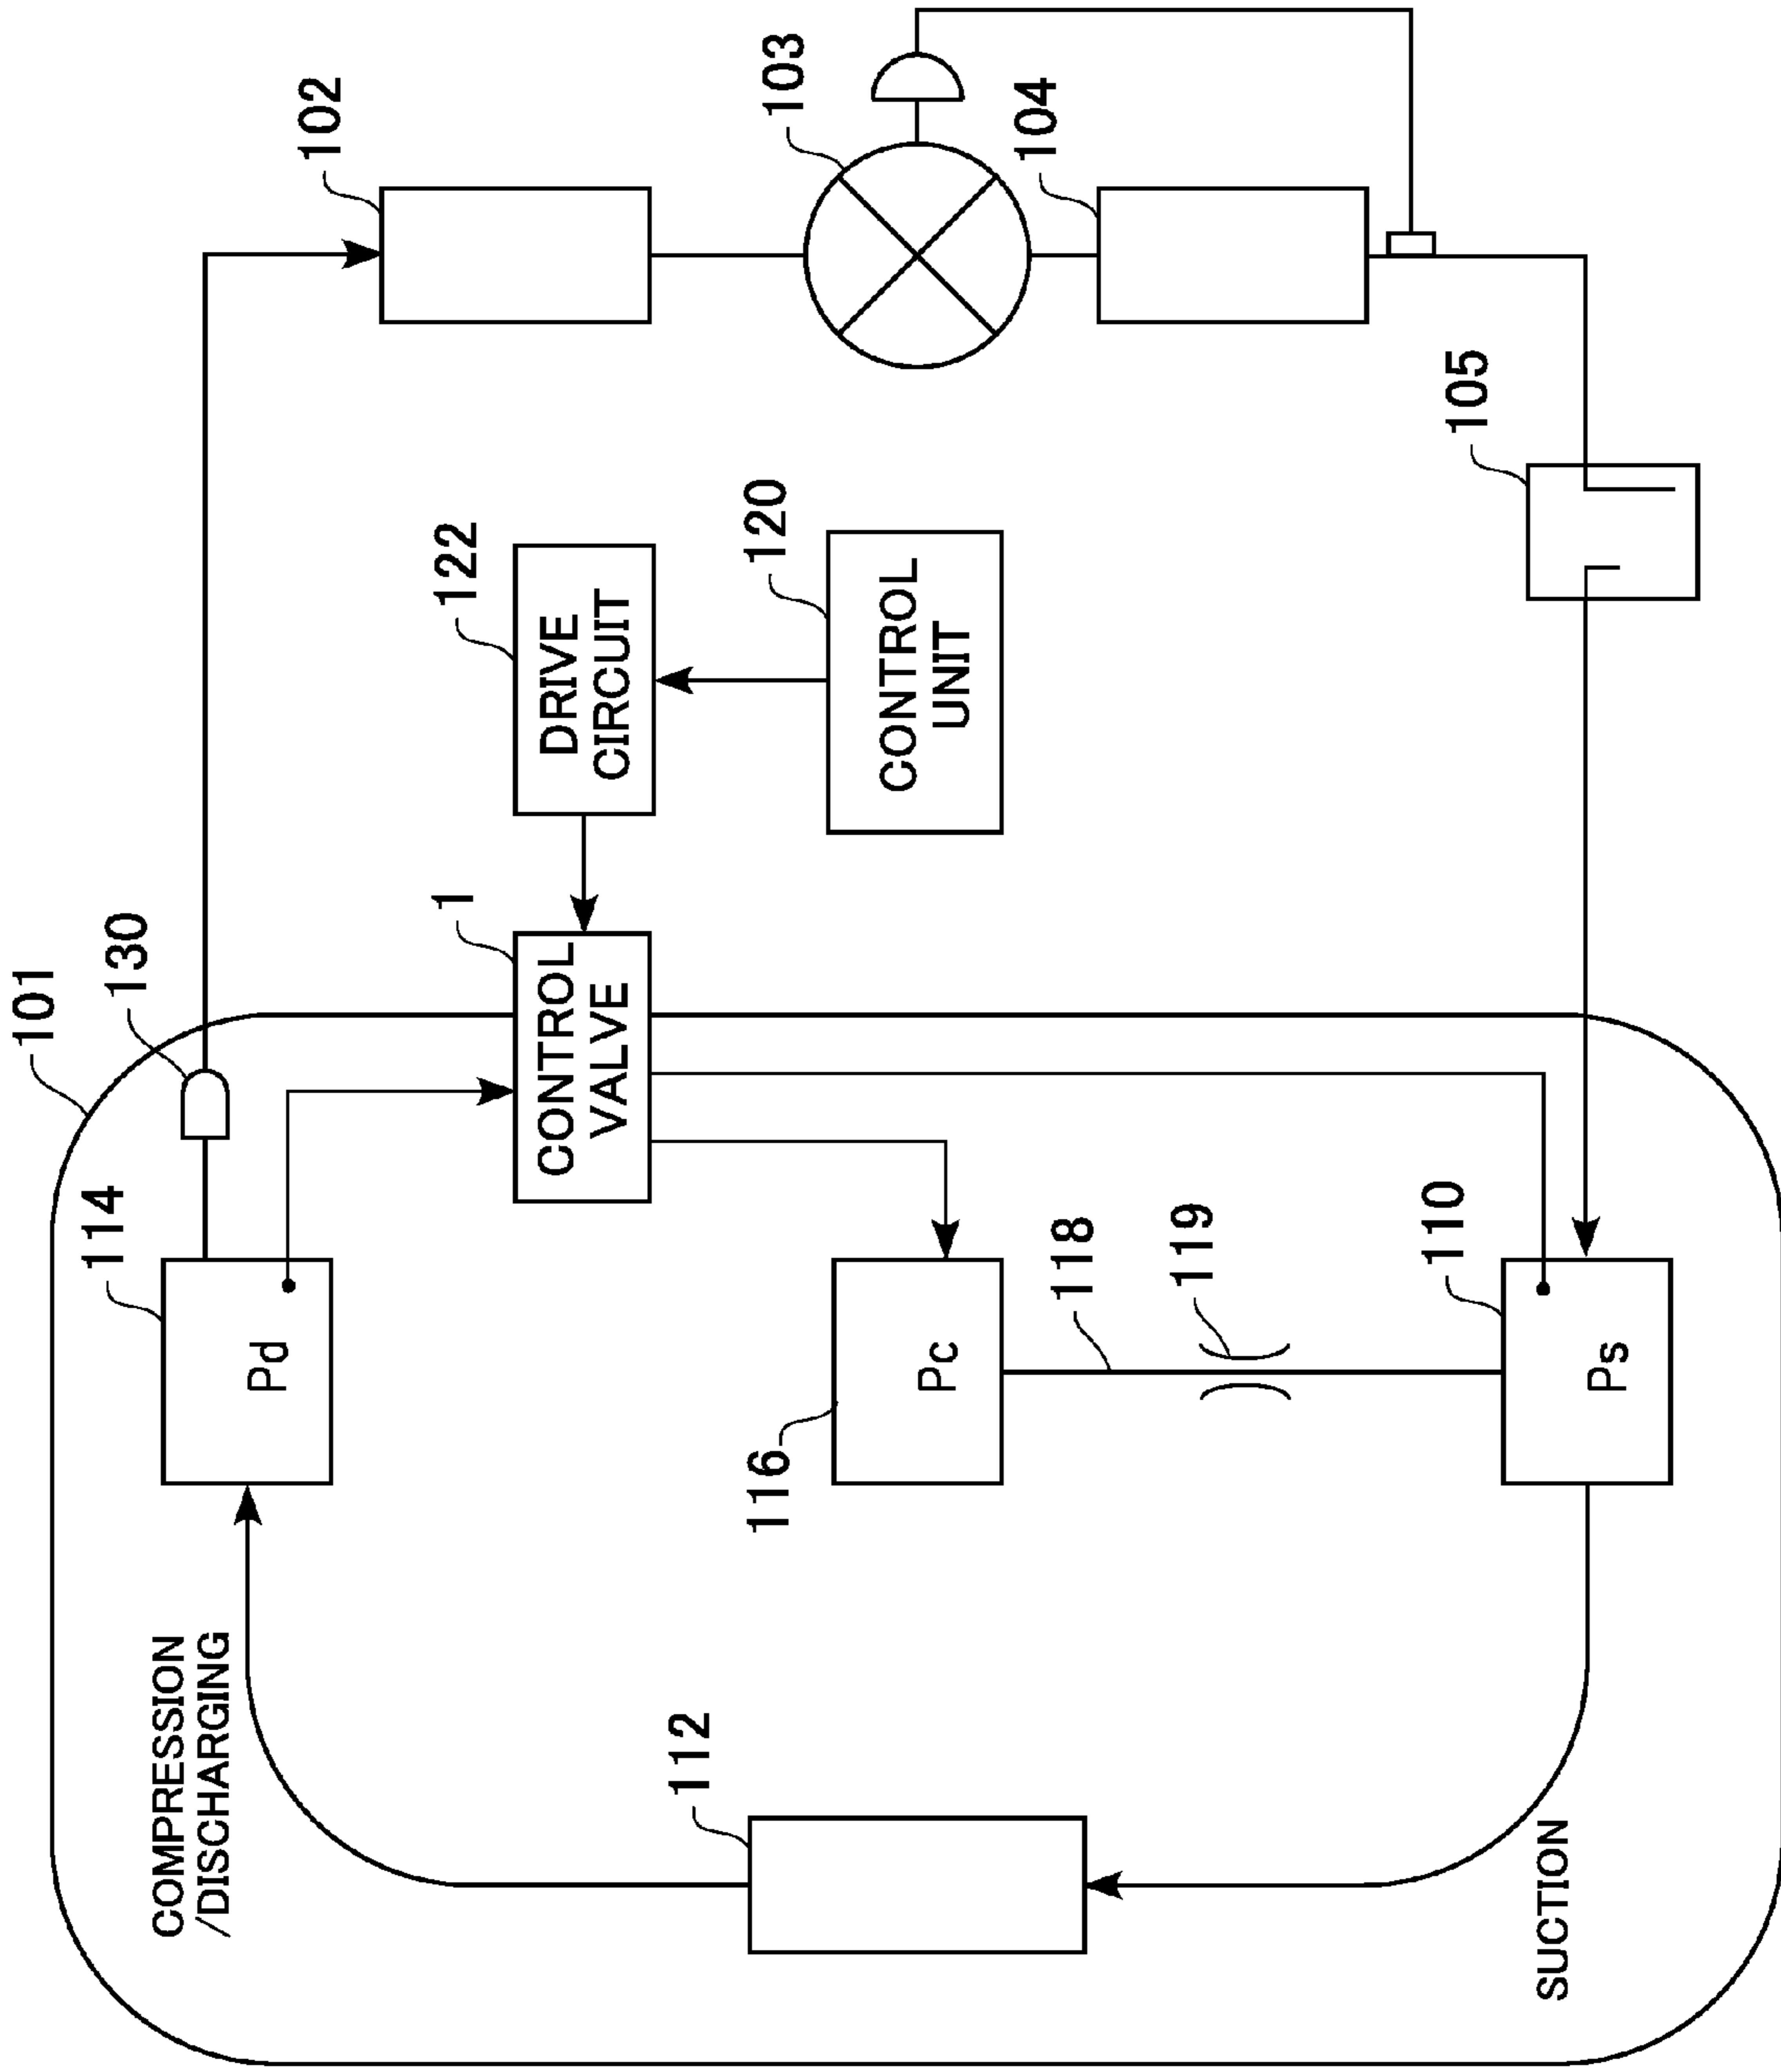 101
130
114
Pd
COMPRESSION
/DISCHARGING
102
122
DRIVE
CIRCUIT
1
CONTROL
VALVE
112
103
120
CONTROL
UNIT
116
Pc
118
104
119
105
110
Ps
SUCTION